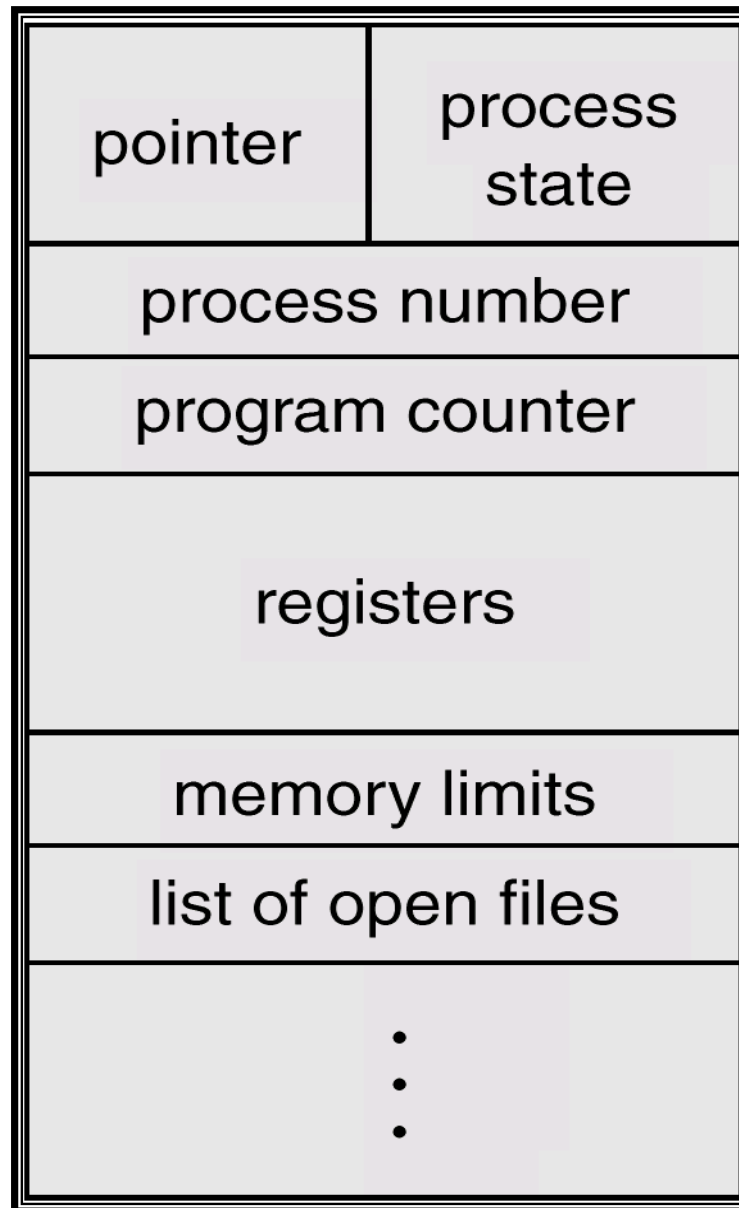 pointer
process
state
process number
program counter
registers
memory limits
list of open files